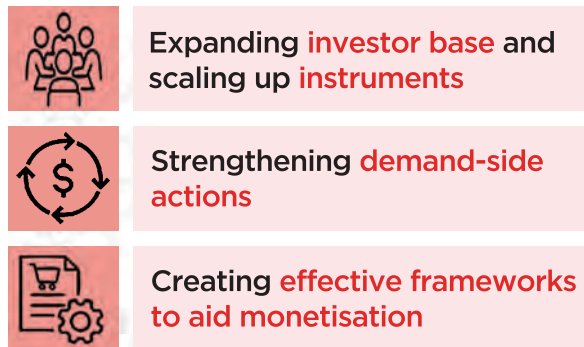 Expanding investor base and
scaling up instruments
$
Strengthening demand-side
actions
Creating effective frameworks
to aid monetisation